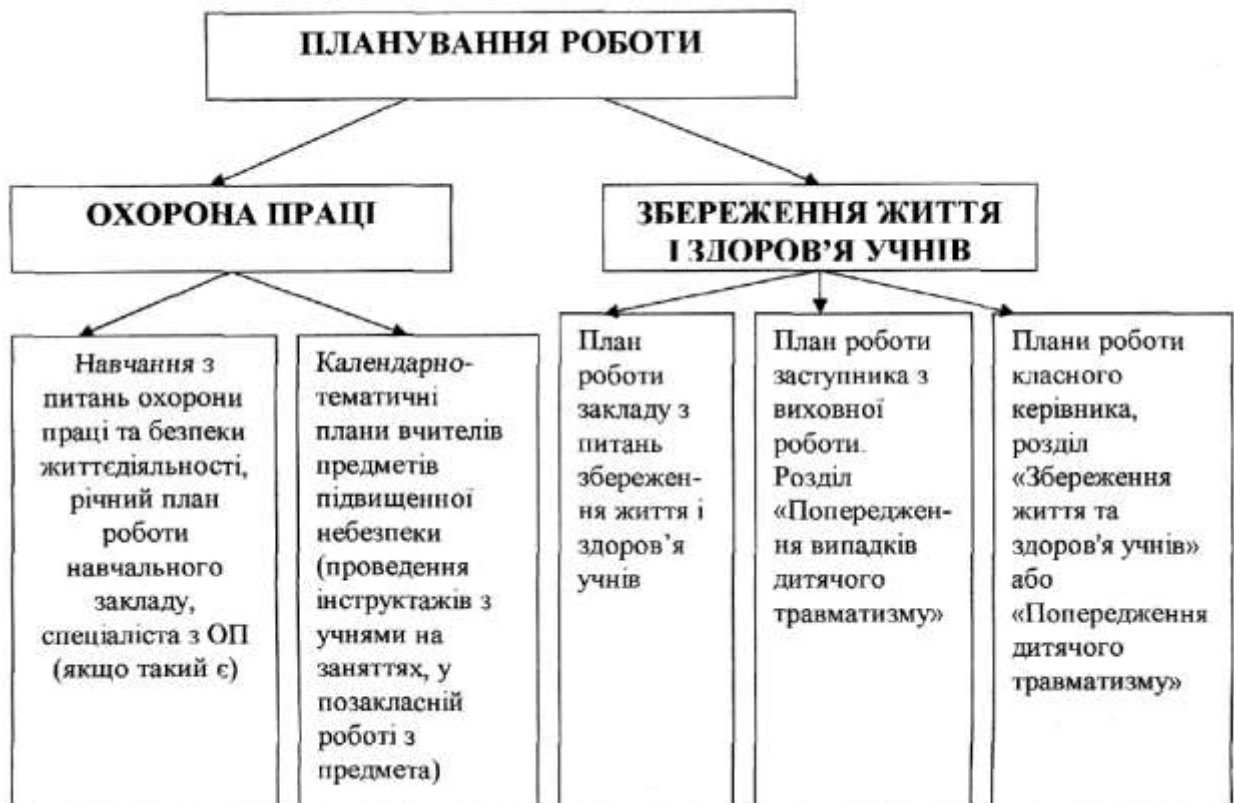 ПЛАНУВАННЯ РОБОТИ
ОХОРОНА ПРАЦІ
ЗБЕРЕЖЕННЯ ЖИТТЯ
І ЗДОРОВ’Я УЧНІВ
Навчання з
питань охорони
праці та безпеки
життєдіяльності,
річний план
роботи
навчального
закладу,
спеціаліста з ОП
(якщо такий є)
Календарно-
тематичні
плани вчителів
предметів
підвищенної
небезпеки
(проведення
інструктажів з
учнями на
заняттях, у
позакласній
роботі з
предмета)
План
роботи
закладу з
питань
збережен-
ня життя і
здоров’я
учнів
План роботи
заступника з
виховної
роботи.
Розділ
«Попереджен-
ня випадків
дитячого
травматизму»
Плани роботи
класного
керівника,
розділ
«Збереження
життя та
здоров'я учнів»
або
«Попередження
дитячого
травматизму»